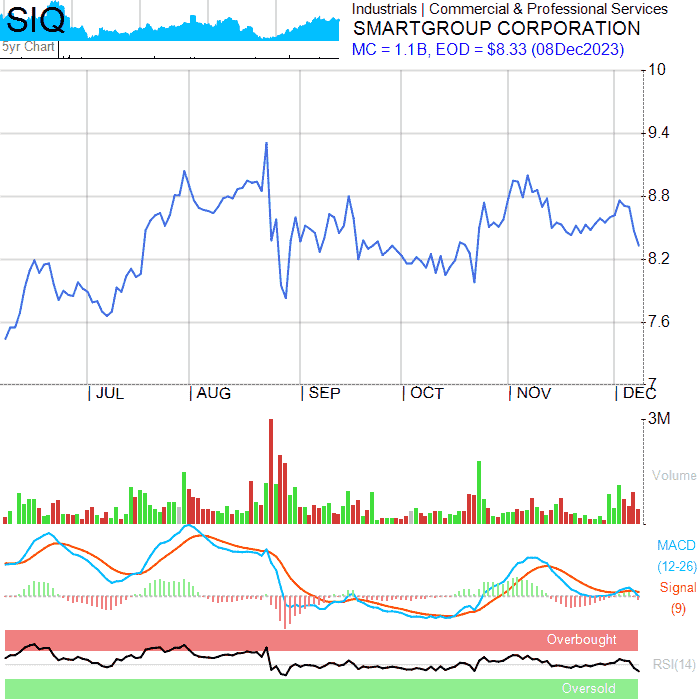 SIQ
5yr Chart
Industrials | Commercial & Professional Services
SMARTGROUP CORPORATION
MC = 1.1B, EOD = $8.33 (08Dec2023)
10
9.4
8.8
8.2
7.6
7
| JUL | AUG | SEP | OCT | NOV | DEC
3M
Volume
MACD
(12-26)
Signal
(9)
Overbought
RSI(14)
Oversold